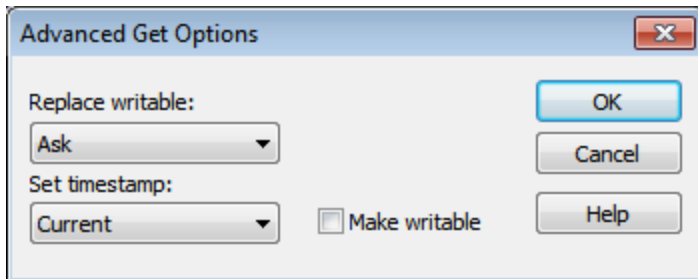 Advanced Get Options
Replace writable:
Ask
Set timestamp:
Current
Make writable
OK
Cancel
Help